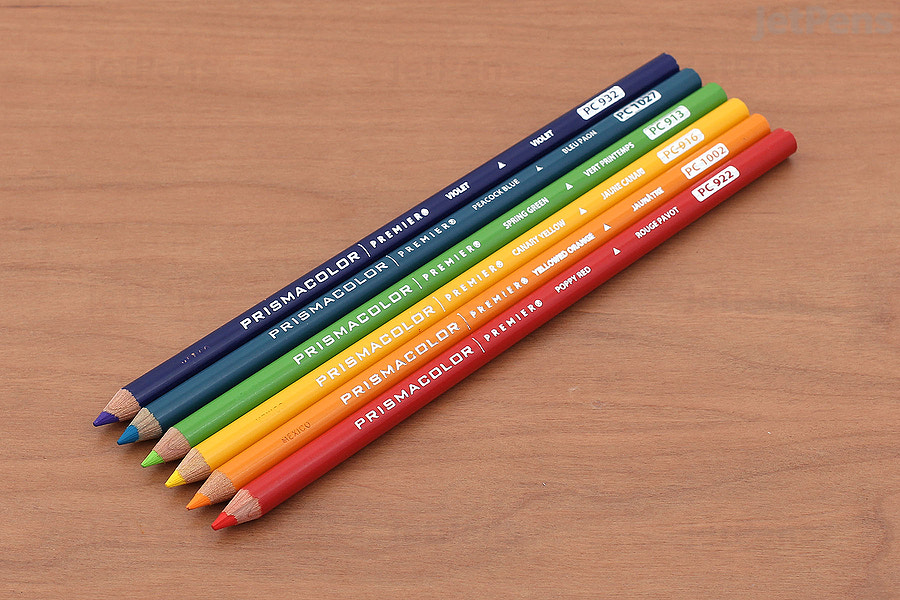 JetPens
PRISMACOLOR) PREMIER® VIOLET ▲ VIOLET PC 932
PRISMACOLOR) PREMIER® PEACOCK BLUE ▲ BLEU PAON PC 1027
PRISMACOLOR) PREMIER® SPRING GREEN ▲ VERT PRINTEMPS PC 913
PRISMACOLOR) PREMIER® CANARY YELLOW ▲ JAUNE CANARI PC 916
MEXICO PRISMACOLOR) PREMIER® YELLOWED ORANGE ▲ JAUNÂTRE PC 1002
PRISMACOLOR) PREMIER® POPPY RED ▲ ROUGE PAVOT PC 922